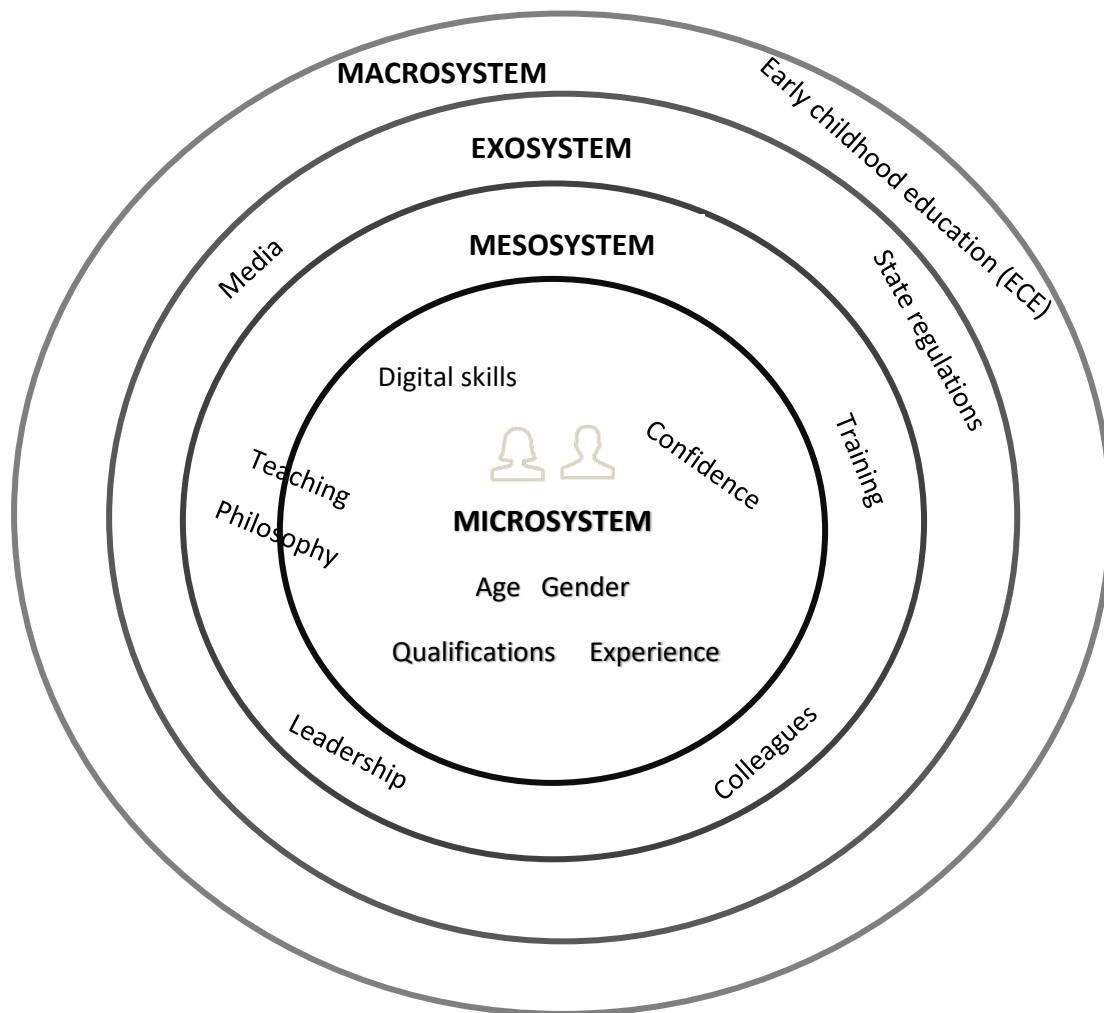 MACROSYSTEM
Early childhood education (ECE)
EXOSYSTEM
Media
State regulations
MESOSYSTEM
Digital skills
Confidence
Training
Teaching
Philosophy
MICROSYSTEM
Age Gender
Qualifications Experience
Leadership
Colleagues